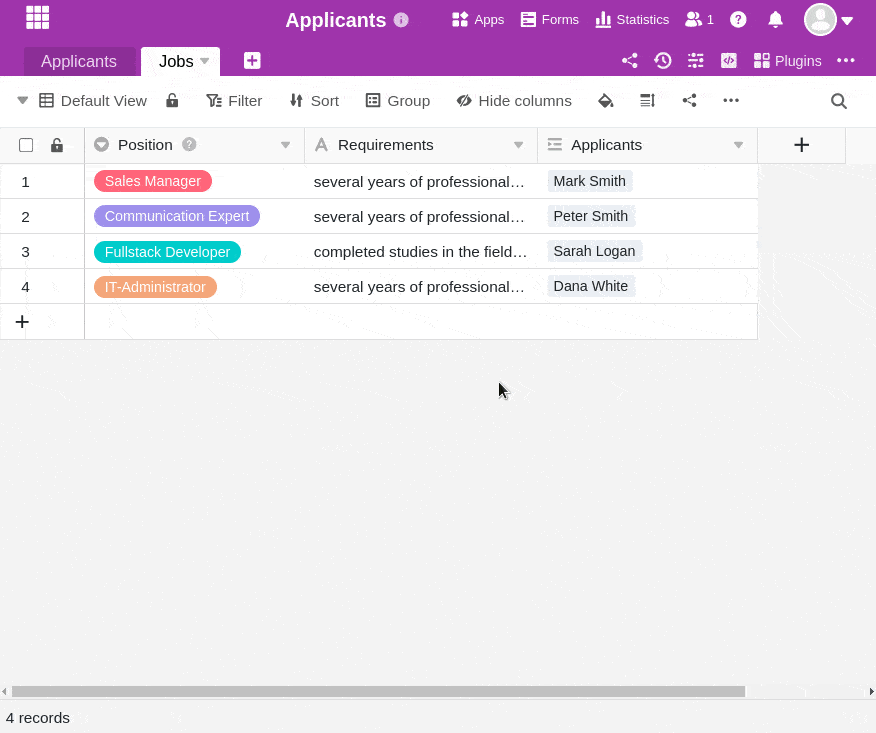 Applicants
Apps
Forms
Statistics
1
?
Applicants
Jobs
Plugins
Default View
Filter
Sort
Group
Hide columns
Position ?
A Requirements
Applicants
1 Sales Manager several years of professional… Mark Smith
2 Communication Expert several years of professional… Peter Smith
3 Fullstack Developer completed studies in the field… Sarah Logan
4 IT-Administrator several years of professional… Dana White
4 records